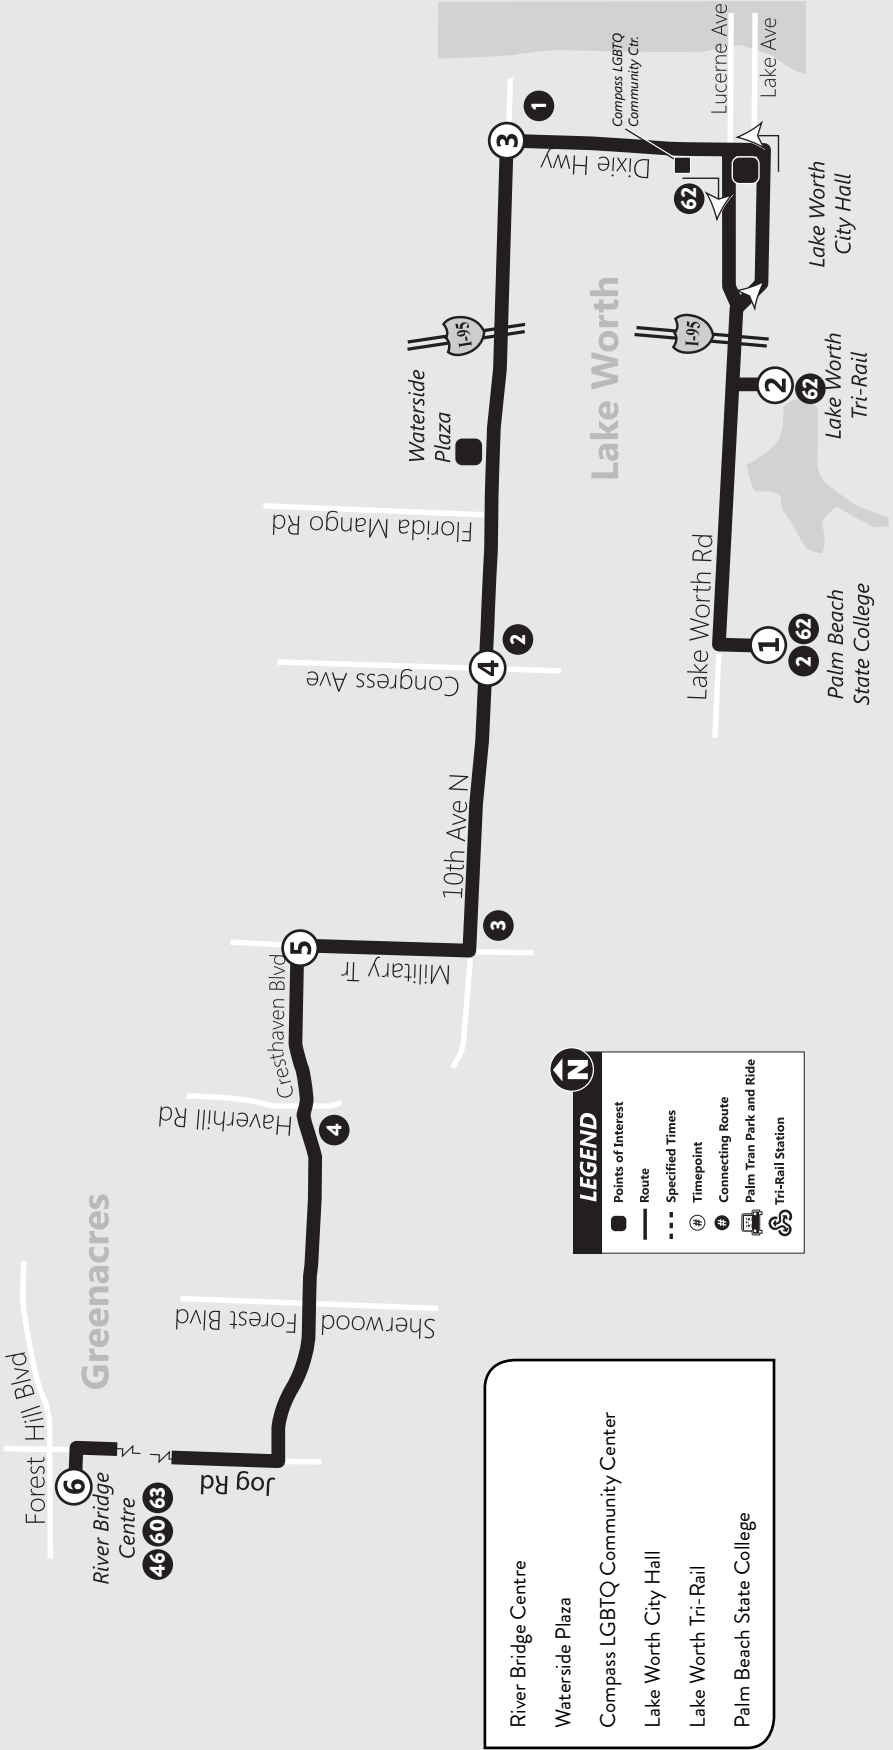 Forest Hill Blvd
Greenacres
6
River Bridge
Centre
46 60 63
Jog Rd
Sherwood Forest Blvd
Haverhill Rd
4
Cresthaven Blvd
5
Military Tr
3
10th Ave N
Congress Ave
4
2
Florida Mango Rd
Waterside
Plaza
I-95
Lake Worth
3
1
Dixie Hwy
Compass LGBTQ
Community Ctr.
62
Lucerne Ave
Lake Ave
Lake Worth
City Hall
I-95
2
62
Lake Worth
Tri-Rail
Lake Worth Rd
1
2 62
Palm Beach
State College
River Bridge Centre
Waterside Plaza
Compass LGBTQ Community Center
Lake Worth City Hall
Lake Worth Tri-Rail
Palm Beach State College
LEGEND
N
Points of Interest
Route
Specified Times
# Timepoint
# Connecting Route
Palm Tran Park and Ride
Tri-Rail Station